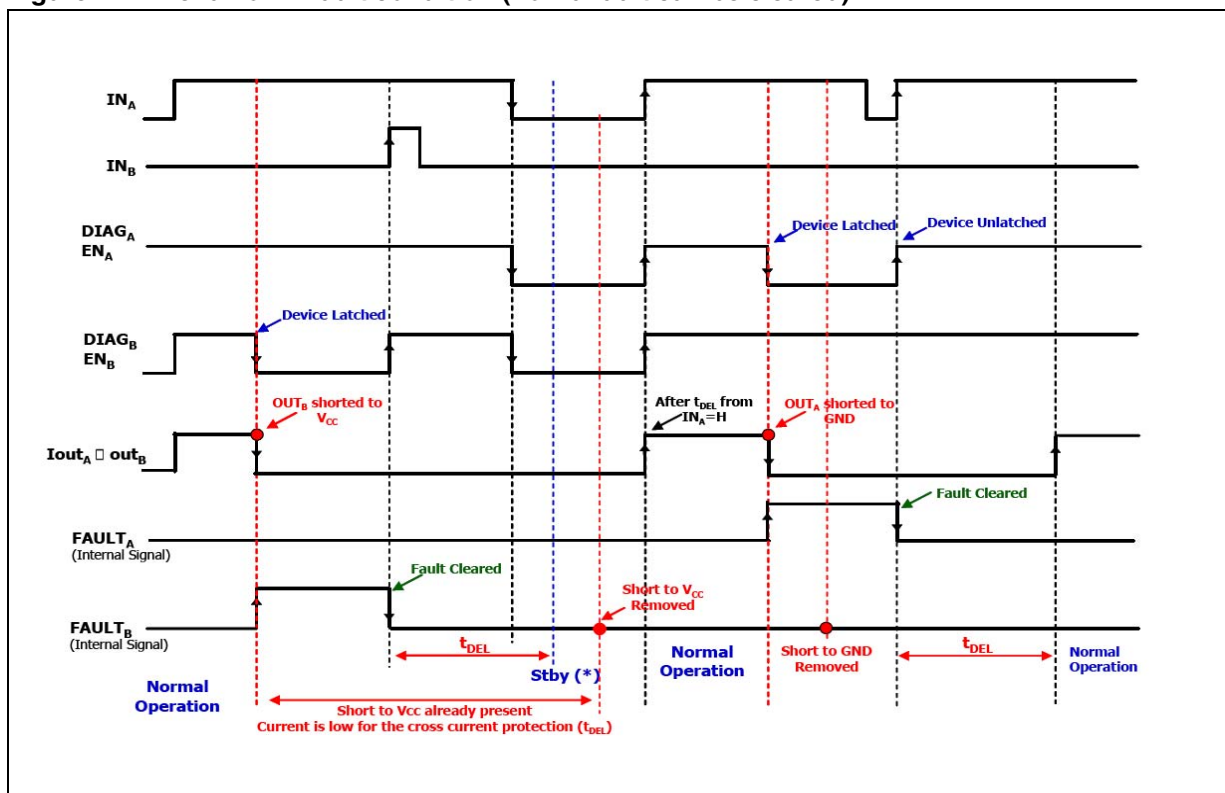 IN_A
IN_B
DIAG_A
EN_A
Device Latched
Device Unlatched
DIAG_B
EN_B
Device Latched
OUT_B shorted to
V_CC
After t_DEL from
IN_A=H
OUT_A shorted to
GND
Iout_A □ out_B
Fault Cleared
FAULT_A
(Internal Signal)
Fault Cleared
Short to V_CC
Removed
FAULT_B
(Internal Signal)
t_DEL
Stby (*)
Normal
Operation
Short to GND
Removed
t_DEL
Normal
Operation
Normal
Operation
Short to Vcc already present
Current is low for the cross current protection (t_DEL)